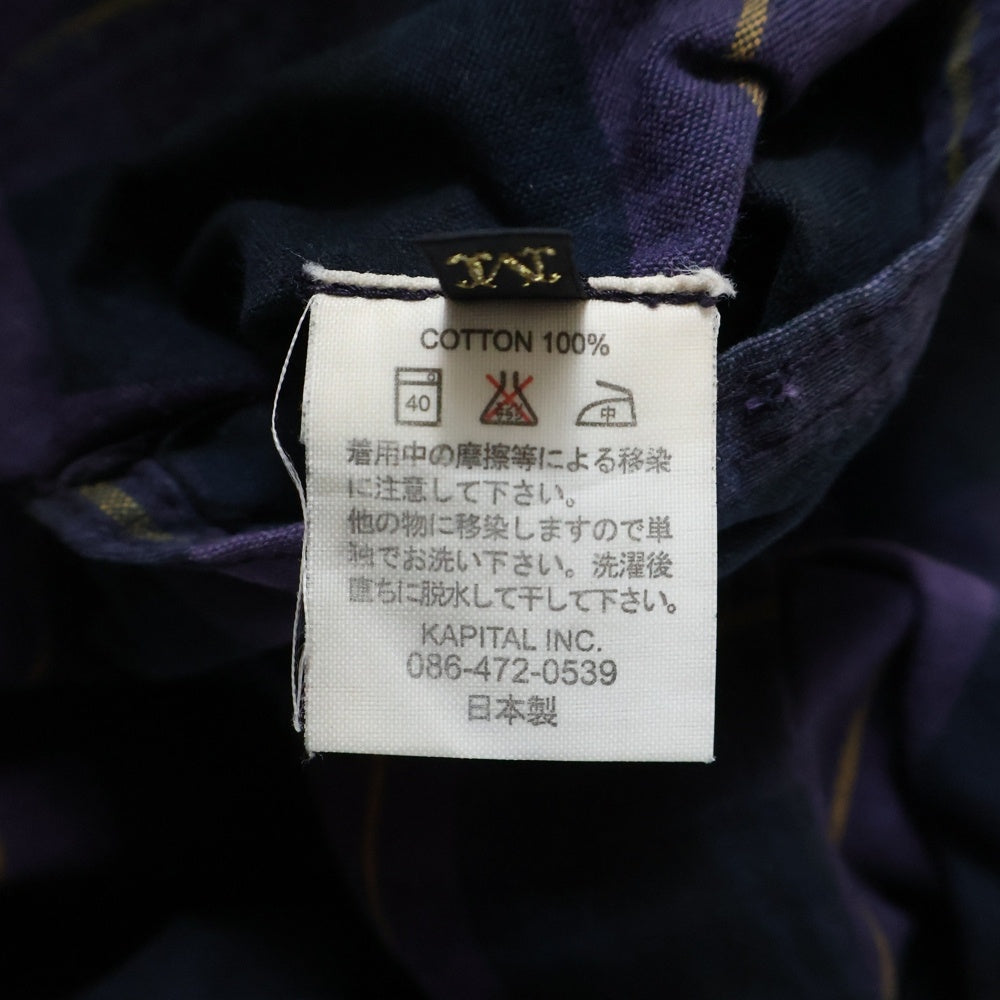 COTTON 100%
40
中
着用中の摩擦等による移染
に注意して下さい。
他の物に移染しますので単
独でお洗い下さい。洗濯後
直ちに脱水して干して下さい。
KAPITAL INC.
086-472-0539
日本製